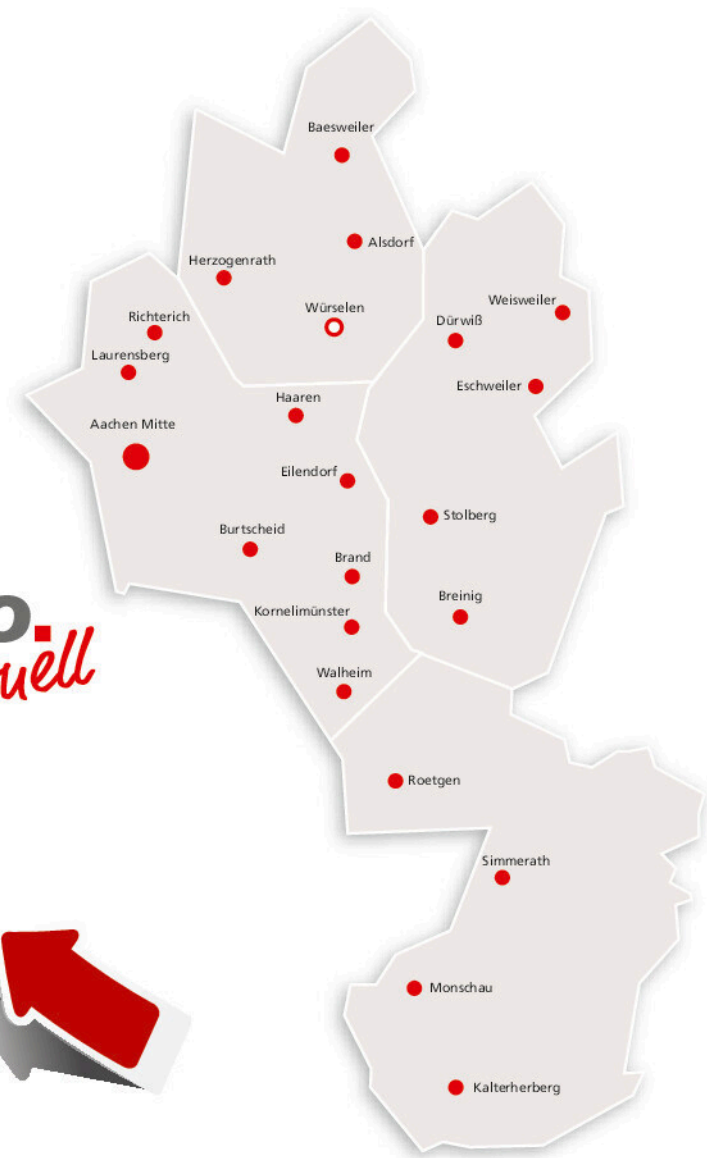 Baesweiler
Alsdorf
Herzogenrath
Würselen
Weisweiler
Richterich
Dürwiß
Laurensberg
Eschweiler
Haaren
Aachen Mitte
Eilendorf
Stolberg
Burtscheid
Brand
Breinig
Kornelimünster
Walheim
Roetgen
Simmerath
Monschau
Kalterherberg